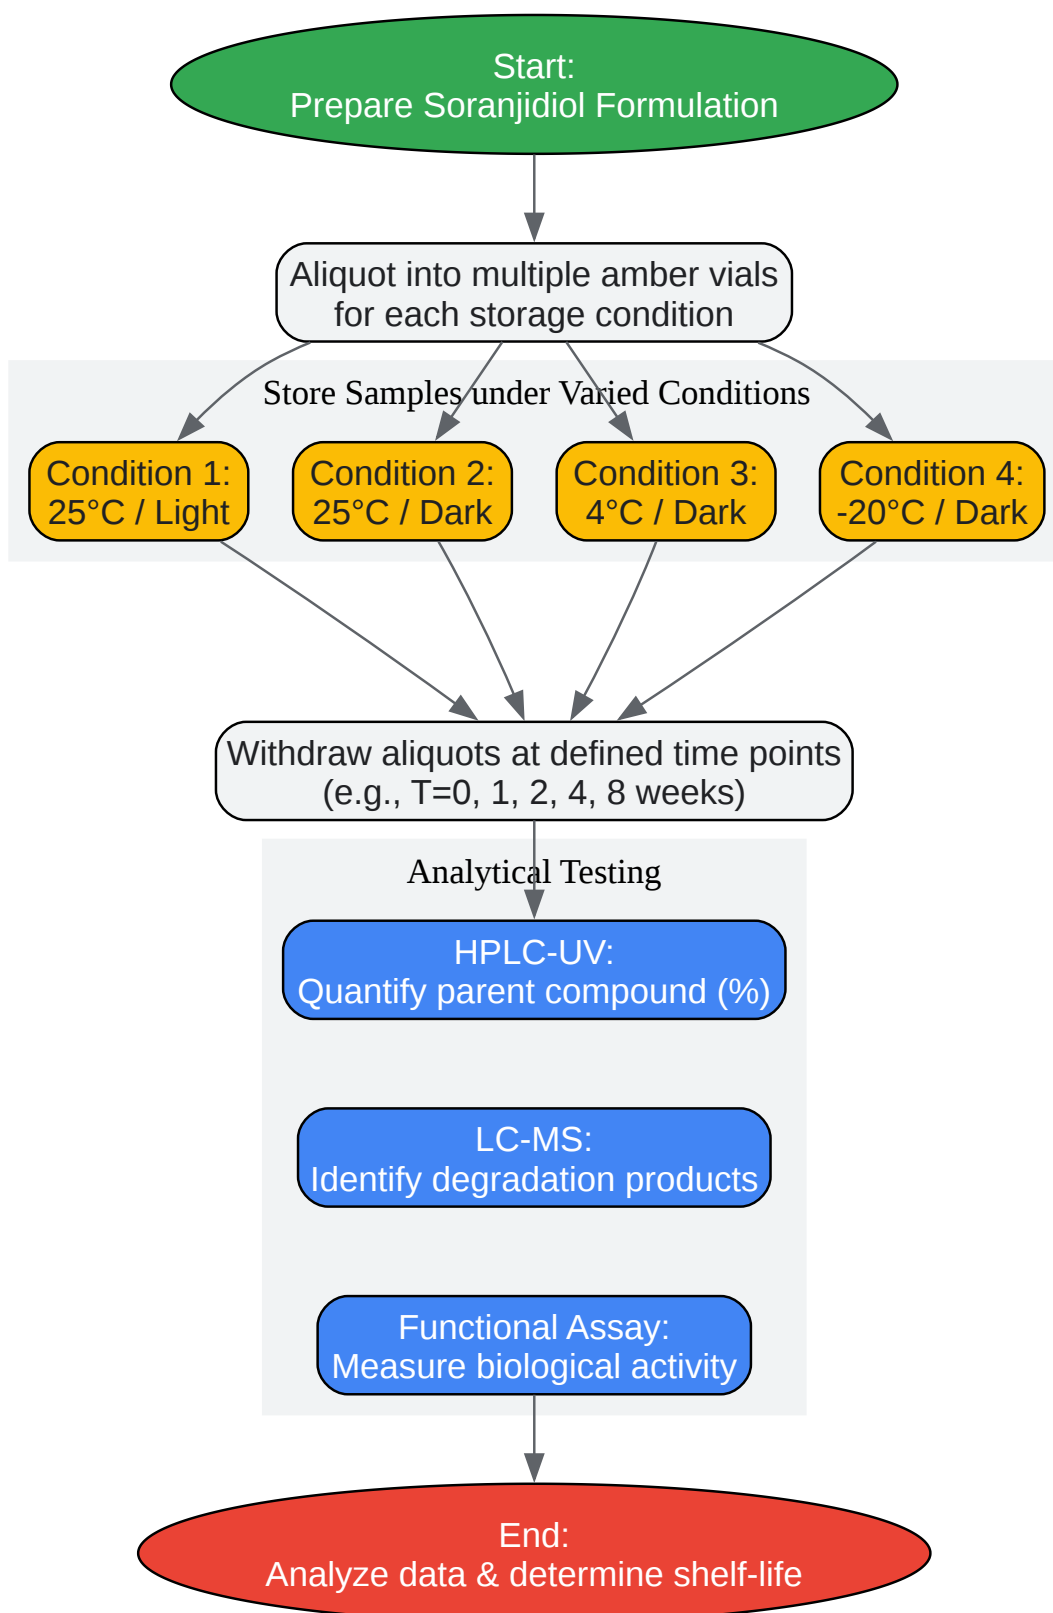 Start:
Prepare Soranjidiol Formulation
Aliquot into multiple amber vials
for each storage condition
Store Samples under Varied Conditions
Condition 1:
25°C / Light
Condition 2:
25°C / Dark
Condition 3:
4°C / Dark
Condition 4:
-20°C / Dark
Withdraw aliquots at defined time points
(e.g., T=0, 1, 2, 4, 8 weeks)
Analytical Testing
HPLC-UV:
Quantify parent compound (%)
LC-MS:
Identify degradation products
Functional Assay:
Measure biological activity
End:
Analyze data & determine shelf-life